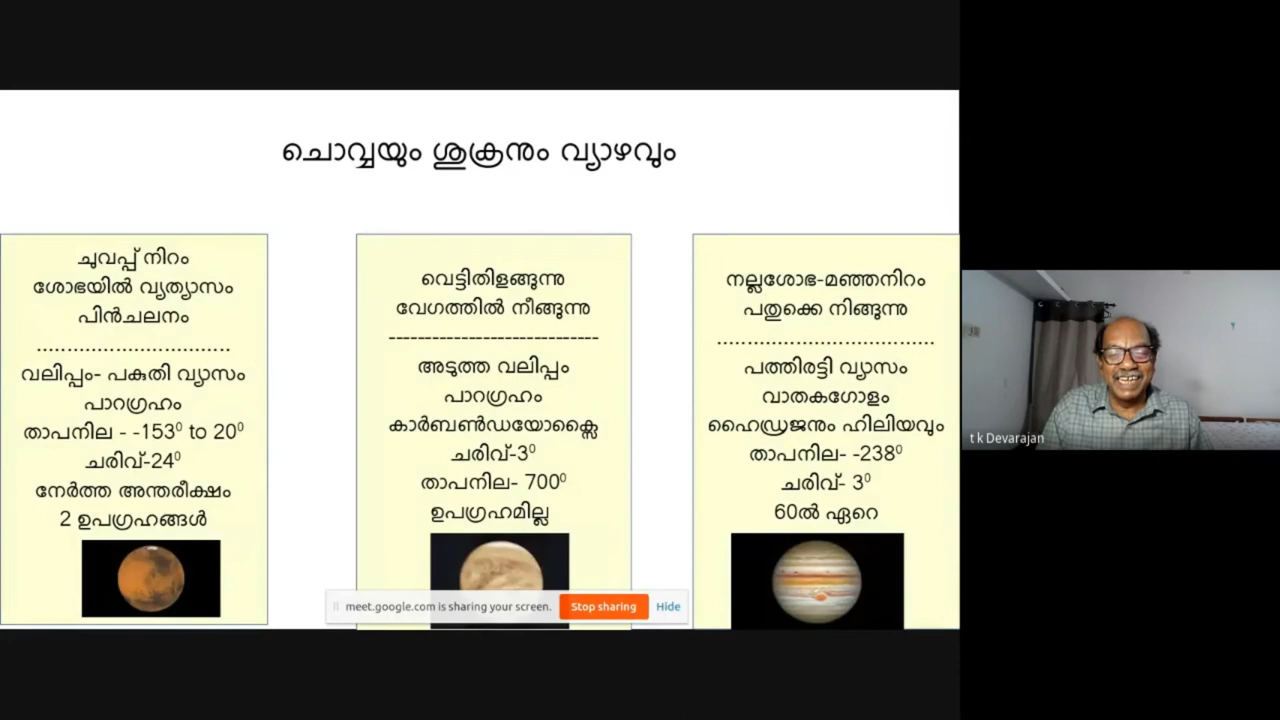 ചൊവ്വയും ശുക്രനും വ്യാഴവും
ചുവപ്പ് നിറം
ശോഭയിൽ വ്യത്യാസം
പിൻചലനം
................................
വലിപ്പം- പകുതി വ്യാസം
പാറഗ്രഹം
താപനില - -153⁰ to 20⁰
ചരിവ്-24⁰
നേർത്ത അന്തരീക്ഷം
2 ഉപഗ്രഹങ്ങൾ
വെട്ടിതിളങ്ങുന്നു
വേഗത്തിൽ നീങ്ങുന്നു
-----------------------------
അടുത്ത വലിപ്പം
പാറഗ്രഹം
കാർബൺഡയോക്സൈ
ചരിവ്-3⁰
താപനില- 700⁰
ഉപഗ്രഹമില്ല
നല്ലശോഭ-മഞ്ഞനിറം
പതുക്കെ നിങ്ങുന്നു
....................................
പത്തിരട്ടി വ്യാസം
വാതകഗോളം
ഹൈഡ്രജനും ഹിലിയവും
താപനില- -238⁰
ചരിവ്- 3⁰
60ൽ ഏറെ
meet.google.com is sharing your screen. Stop sharing Hide
t k Devarajan